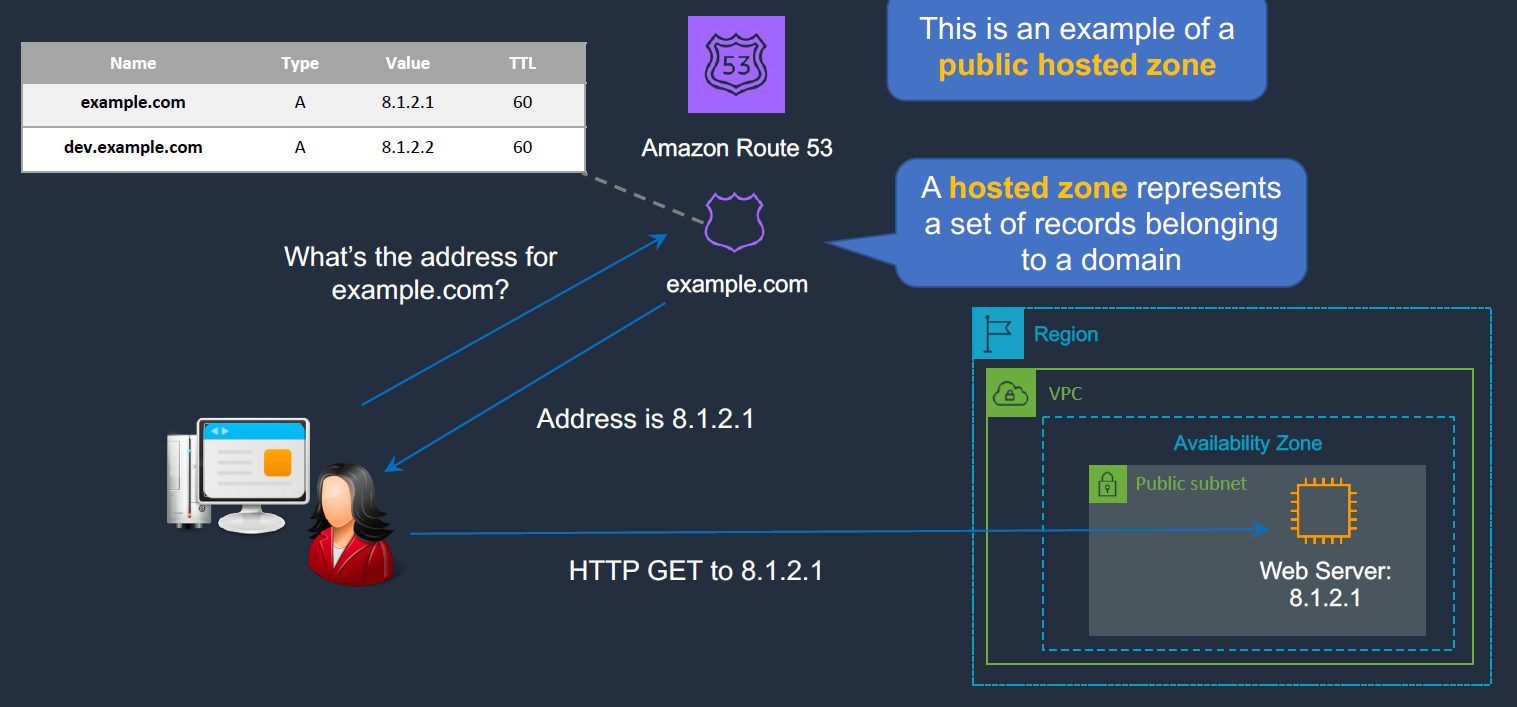 Name Type Value TTL
example.com A 8.1.2.1 60
dev.example.com A 8.1.2.2 60
53
Amazon Route 53
This is an example of a
public hosted zone
A hosted zone represents
a set of records belonging
to a domain
What's the address for
example.com?
example.com
Address is 8.1.2.1
HTTP GET to 8.1.2.1
Region
VPC
Availability Zone
Public subnet
Web Server:
8.1.2.1